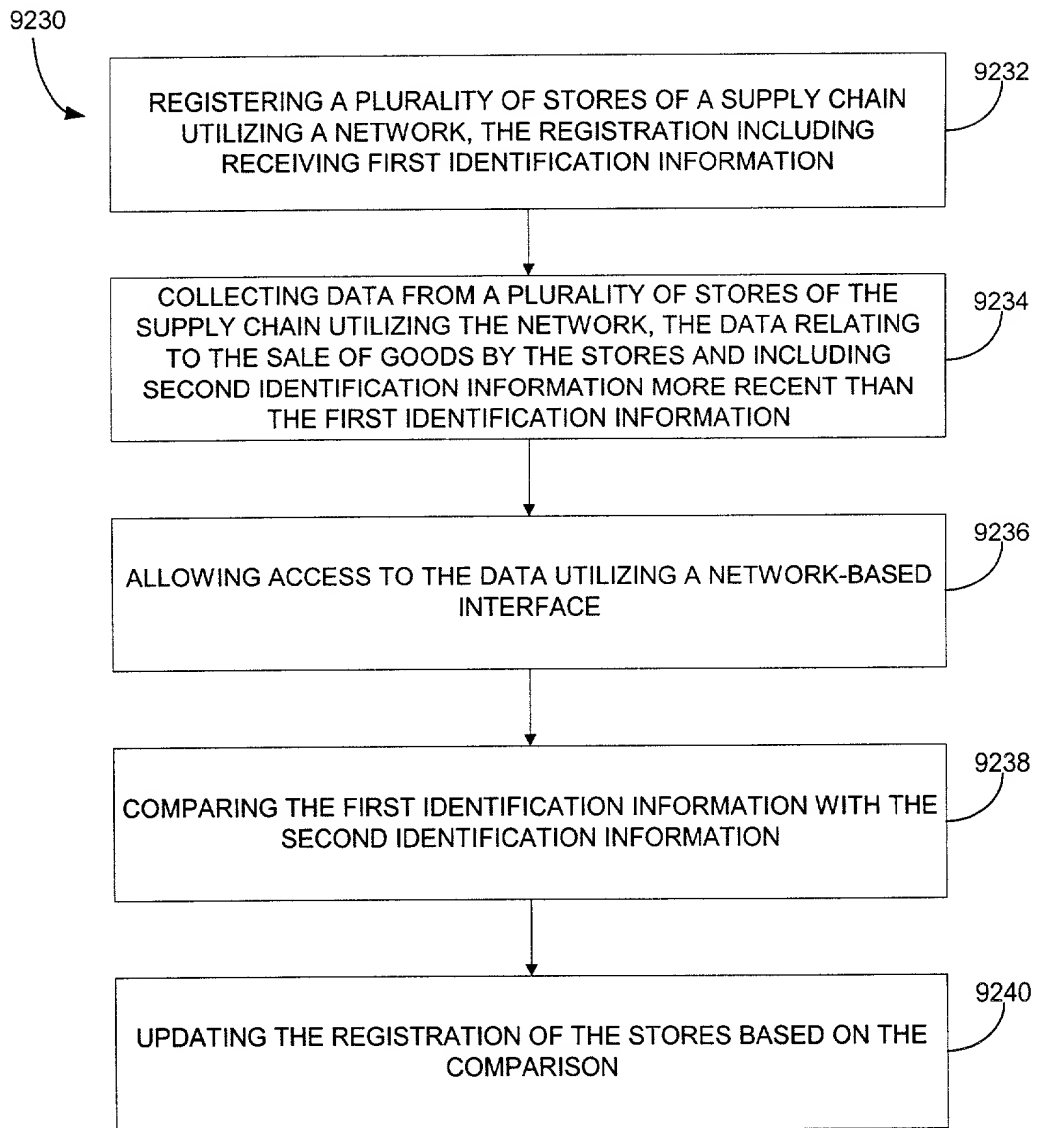 9230
9232
REGISTERING A PLURALITY OF STORES OF A SUPPLY CHAIN
UTILIZING A NETWORK, THE REGISTRATION INCLUDING
RECEIVING FIRST IDENTIFICATION INFORMATION
9234
COLLECTING DATA FROM A PLURALITY OF STORES OF THE
SUPPLY CHAIN UTILIZING THE NETWORK, THE DATA RELATING
TO THE SALE OF GOODS BY THE STORES AND INCLUDING
SECOND IDENTIFICATION INFORMATION MORE RECENT THAN
THE FIRST IDENTIFICATION INFORMATION
9236
ALLOWING ACCESS TO THE DATA UTILIZING A NETWORK-BASED
INTERFACE
9238
COMPARING THE FIRST IDENTIFICATION INFORMATION WITH THE
SECOND IDENTIFICATION INFORMATION
9240
UPDATING THE REGISTRATION OF THE STORES BASED ON THE
COMPARISON